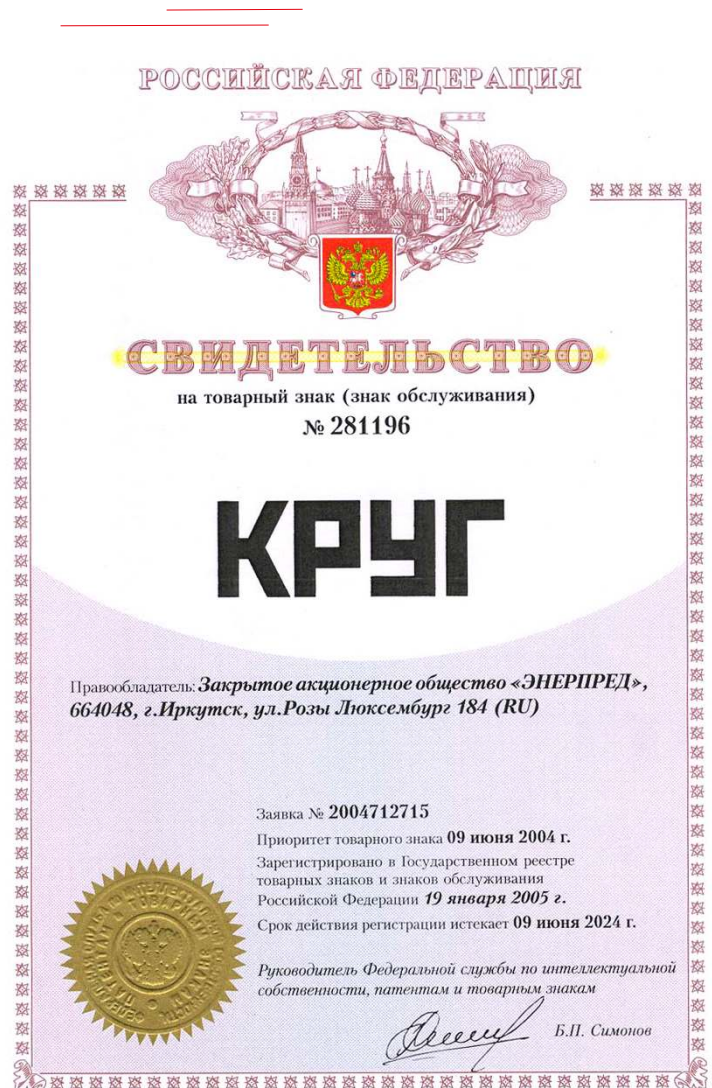 РОССИЙСКАЯ ФЕДЕРАЦИЯ
СВИДЕТЕЛЬСТВО
на товарный знак (знак обслуживания)
№ 281196
КРУГ
Правообладатель: Закрытое акционерное общество «ЭНЕРПРЕД»,
664048, г.Иркутск, ул.Розы Люксембург 184 (RU)
Заявка № 2004712715
Приоритет товарного знака 09 июня 2004 г.
Зарегистрировано в Государственном реестре
товарных знаков и знаков обслуживания
Российской Федерации 19 января 2005 г.
Срок действия регистрации истекает 09 июня 2024 г.
Руководитель Федеральной службы по интеллектуальной
собственности, патентам и товарным знакам
Б.П. Симонов